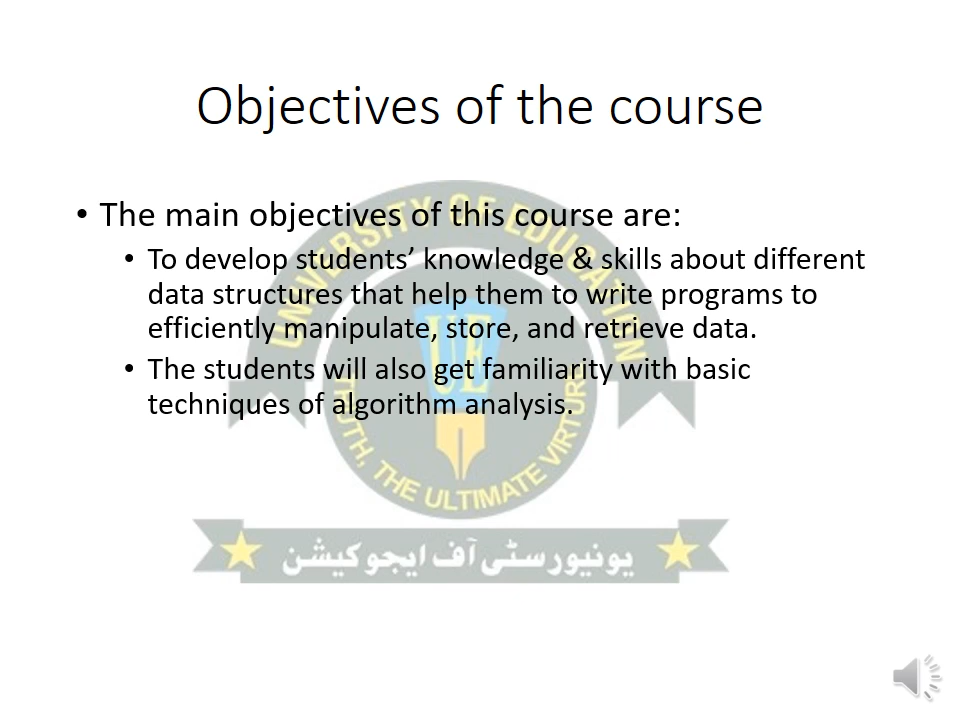 Objectives of the course
• The main objectives of this course are:
• To develop students’ knowledge & skills about different
data structures that help them to write programs to
efficiently manipulate, store, and retrieve data.
• The students will also get familiarity with basic
techniques of algorithm analysis.
UNIVERSITY OF EDUCATION
UE
TRUTH, THE ULTIMATE VIRTURE
یونیورسٹی آف ایجوکیشن